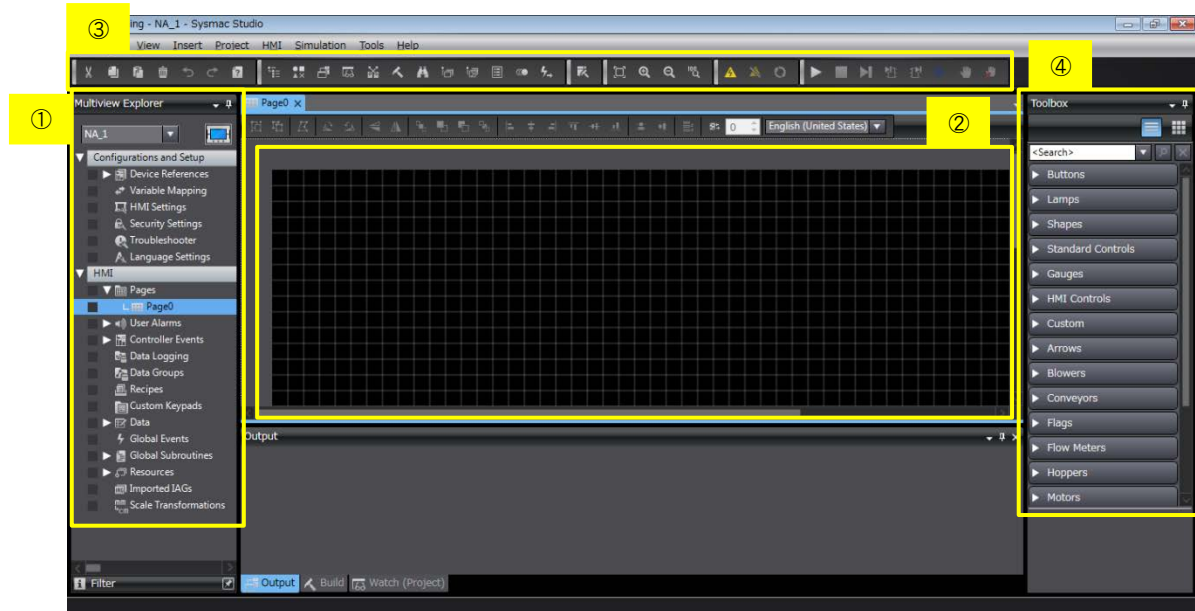 ③
ing - NA_1 - Sysmac Studio
View Insert Project HMI Simulation Tools Help
④
①
Multiview Explorer
Page0
Toolbox
NA_1
0
English (United States)
②
<Search>
Configurations and Setup
Device References
Variable Mapping
HMI Settings
Security Settings
Troubleshooter
Language Settings
HMI
Pages
Page0
User Alarms
Controller Events
Data Logging
Data Groups
Recipes
Custom Keypads
Data
Global Events
Global Subroutines
Resources
Imported IAGs
Scale Transformations
Filter
Output
Output Build Watch (Project)
Buttons
Lamps
Shapes
Standard Controls
Gauges
HMI Controls
Custom
Arrows
Blowers
Conveyors
Flags
Flow Meters
Hoppers
Motors